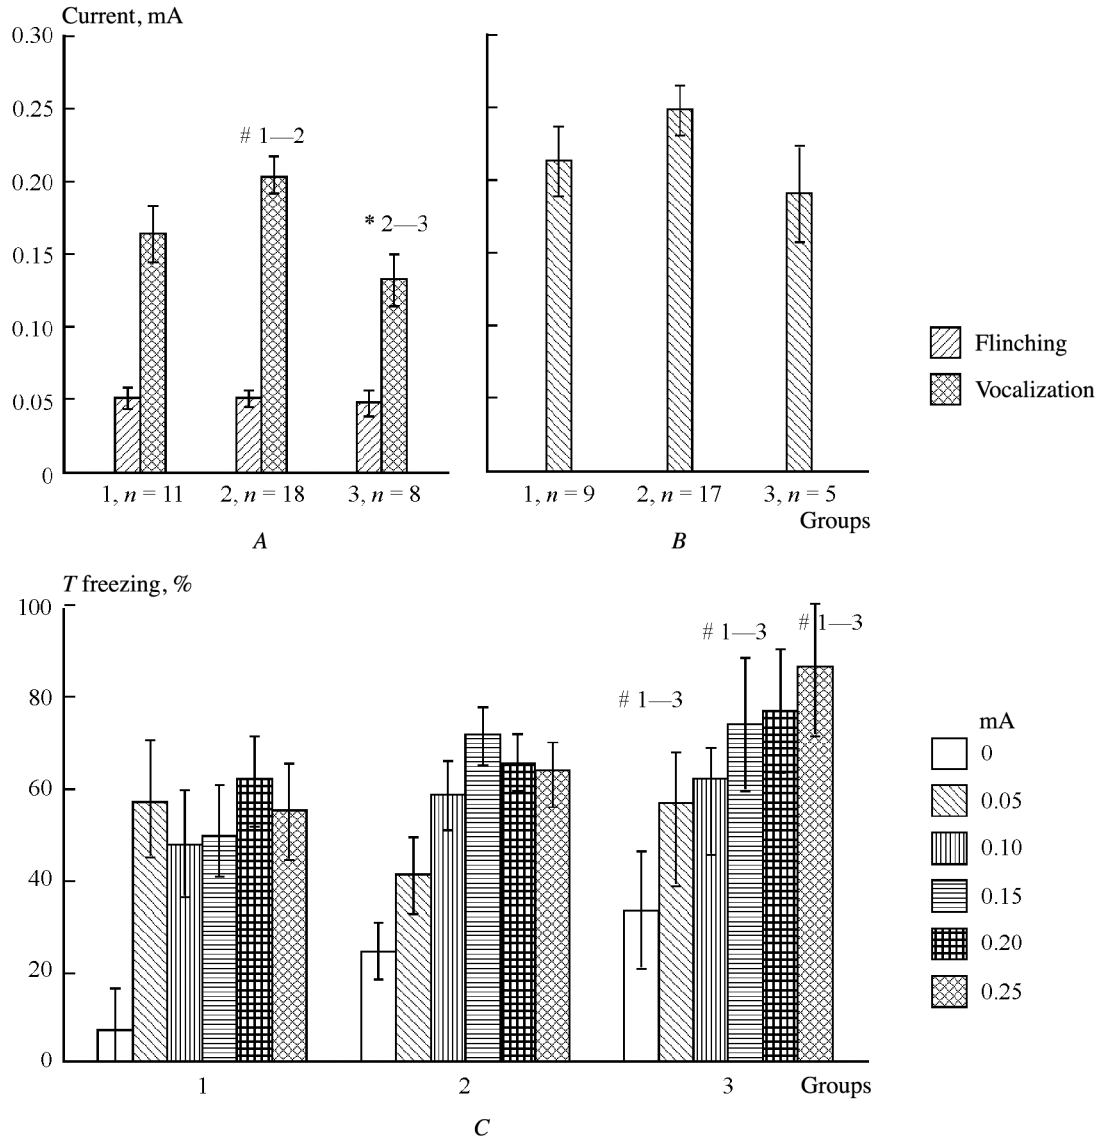 Current, mA
0.30
0.25
0.20
0.15
0.10
0.05
0
# 1—2
* 2—3
1, n = 11
2, n = 18
3, n = 8
A
1, n = 9
2, n = 17
3, n = 5
Groups
B
Flinching
Vocalization
T freezing, %
100
80
60
40
20
0
# 1—3
# 1—3
# 1—3
1
2
3
Groups
C
mA
0
0.05
0.10
0.15
0.20
0.25